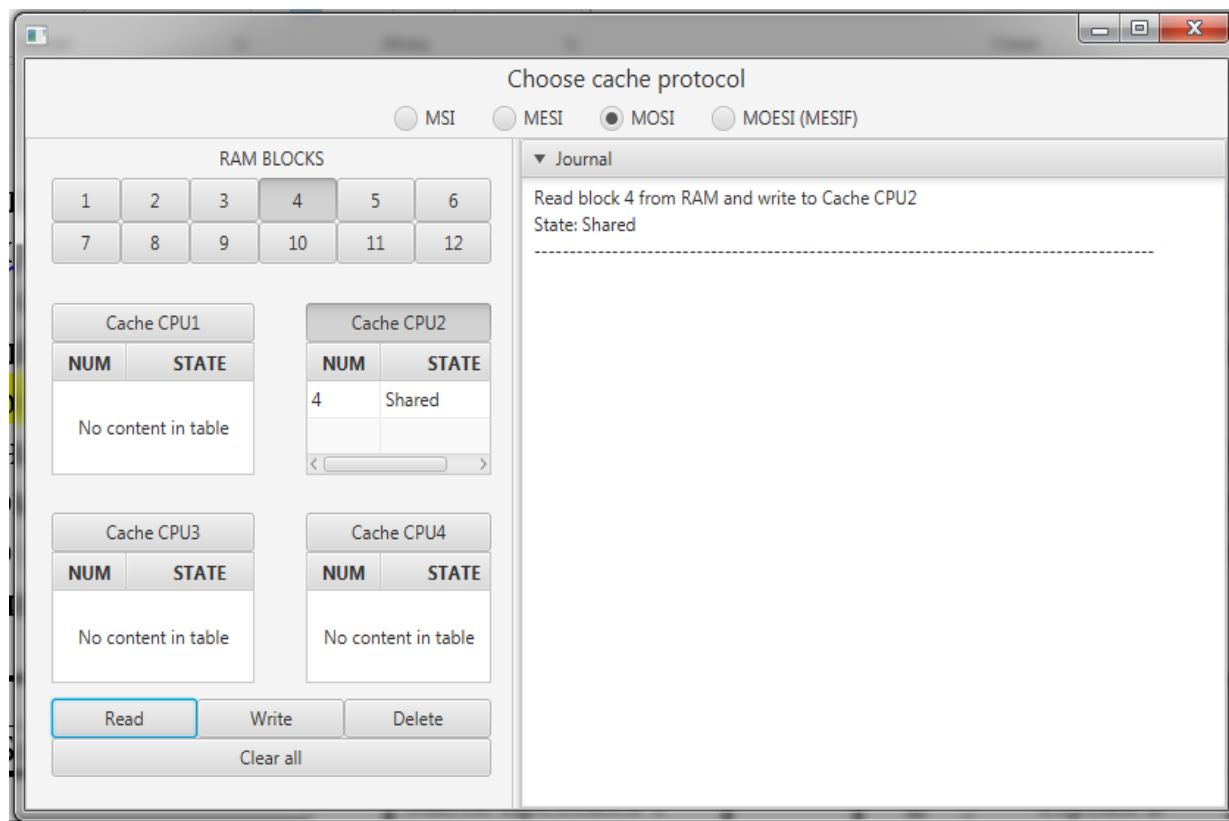 Choose cache protocol
MSI MESI MOSI MOESI (MESIF)
RAM BLOCKS
1 2 3 4 5 6
7 8 9 10 11 12
Cache CPU1 Cache CPU2
NUM STATE NUM STATE
No content in table 4 Shared
Cache CPU3 Cache CPU4
NUM STATE NUM STATE
No content in table No content in table
Read Write Delete
Clear all
Journal
Read block 4 from RAM and write to Cache CPU2
State: Shared
-----------------------------------------------------------------------------------------